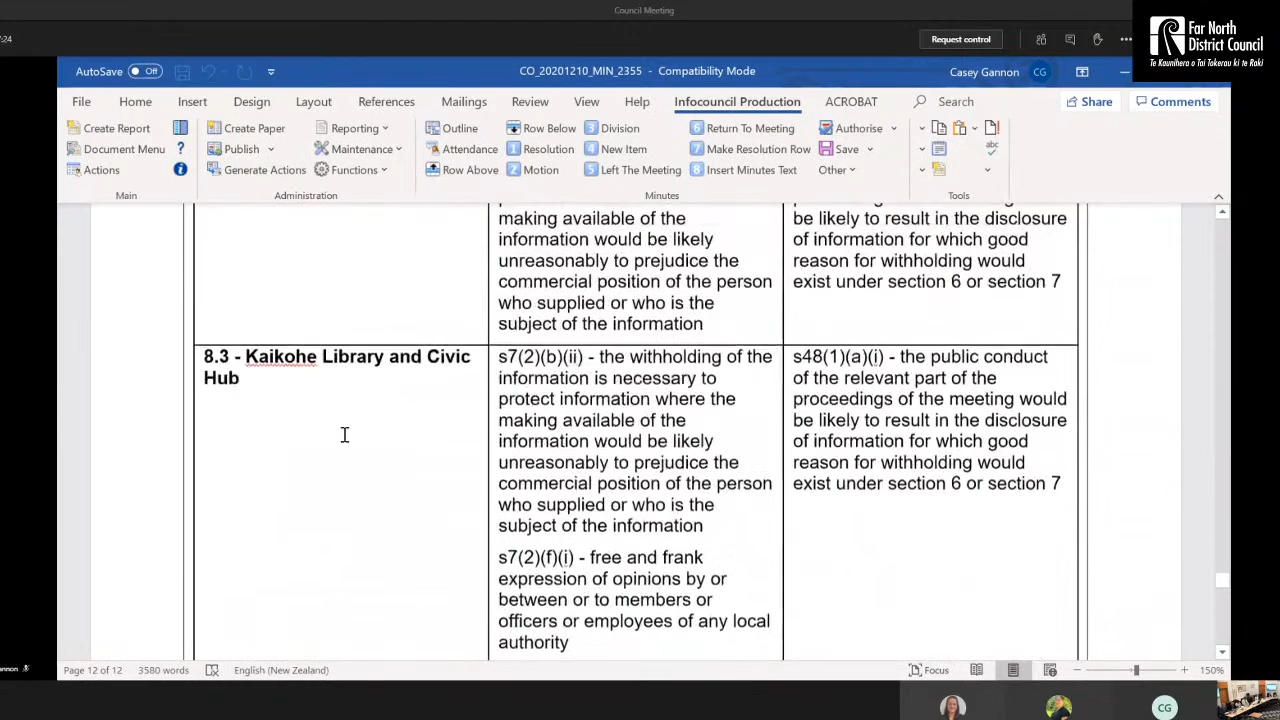 Council Meeting
:24
Request control
Far North
District Council
Te Kaunihera o Tai Tokerau ki te Raki
AutoSave Off
CO_20201210_MIN_2355 - Compatibility Mode
Casey Gannon CG
File Home Insert Design Layout References Mailings Review View Help Infocouncil Production ACROBAT Search Share Comments
Create Report Create Paper Reporting Outline Row Below 3 Division 6 Return To Meeting Authorise
Document Menu ? Publish Maintenance Attendance 1 Resolution 4 New Item 7 Make Resolution Row Save abc
Actions Generate Actions Functions Row Above 2 Motion 5 Left The Meeting 8 Insert Minutes Text Other
Main Administration Minutes Tools
making available of the
information would be likely
unreasonably to prejudice the
commercial position of the person
who supplied or who is the
subject of the information
be likely to result in the disclosure
of information for which good
reason for withholding would
exist under section 6 or section 7
8.3 - Kaikohe Library and Civic
Hub
s7(2)(b)(ii) - the withholding of the
information is necessary to
protect information where the
making available of the
information would be likely
unreasonably to prejudice the
commercial position of the person
who supplied or who is the
subject of the information
s7(2)(f)(i) - free and frank
expression of opinions by or
between or to members or
officers or employees of any local
authority
s48(1)(a)(i) - the public conduct
of the relevant part of the
proceedings of the meeting would
be likely to result in the disclosure
of information for which good
reason for withholding would
exist under section 6 or section 7
annon
Page 12 of 12 3580 words English (New Zealand) Focus 150%
CG